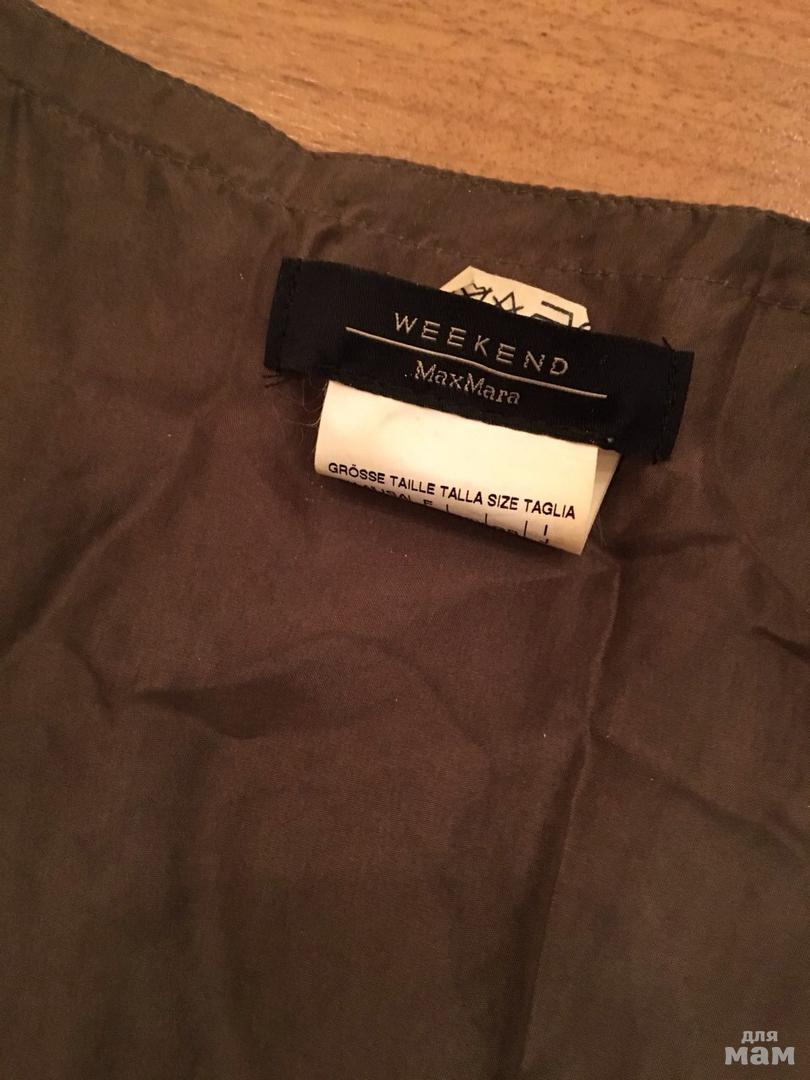 WEEKEND
MaxMara
GRÖSSE TAILLE TALLA SIZE TAGLIA
для
мам